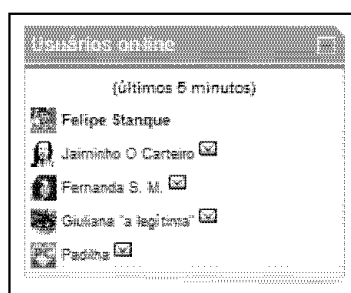 Usuários online
(últimos 5 minutos)
Felipe Stanque
Jaiminho O Carteiro
Fernanda S. M.
Giuliana "a legítima"
Padilha